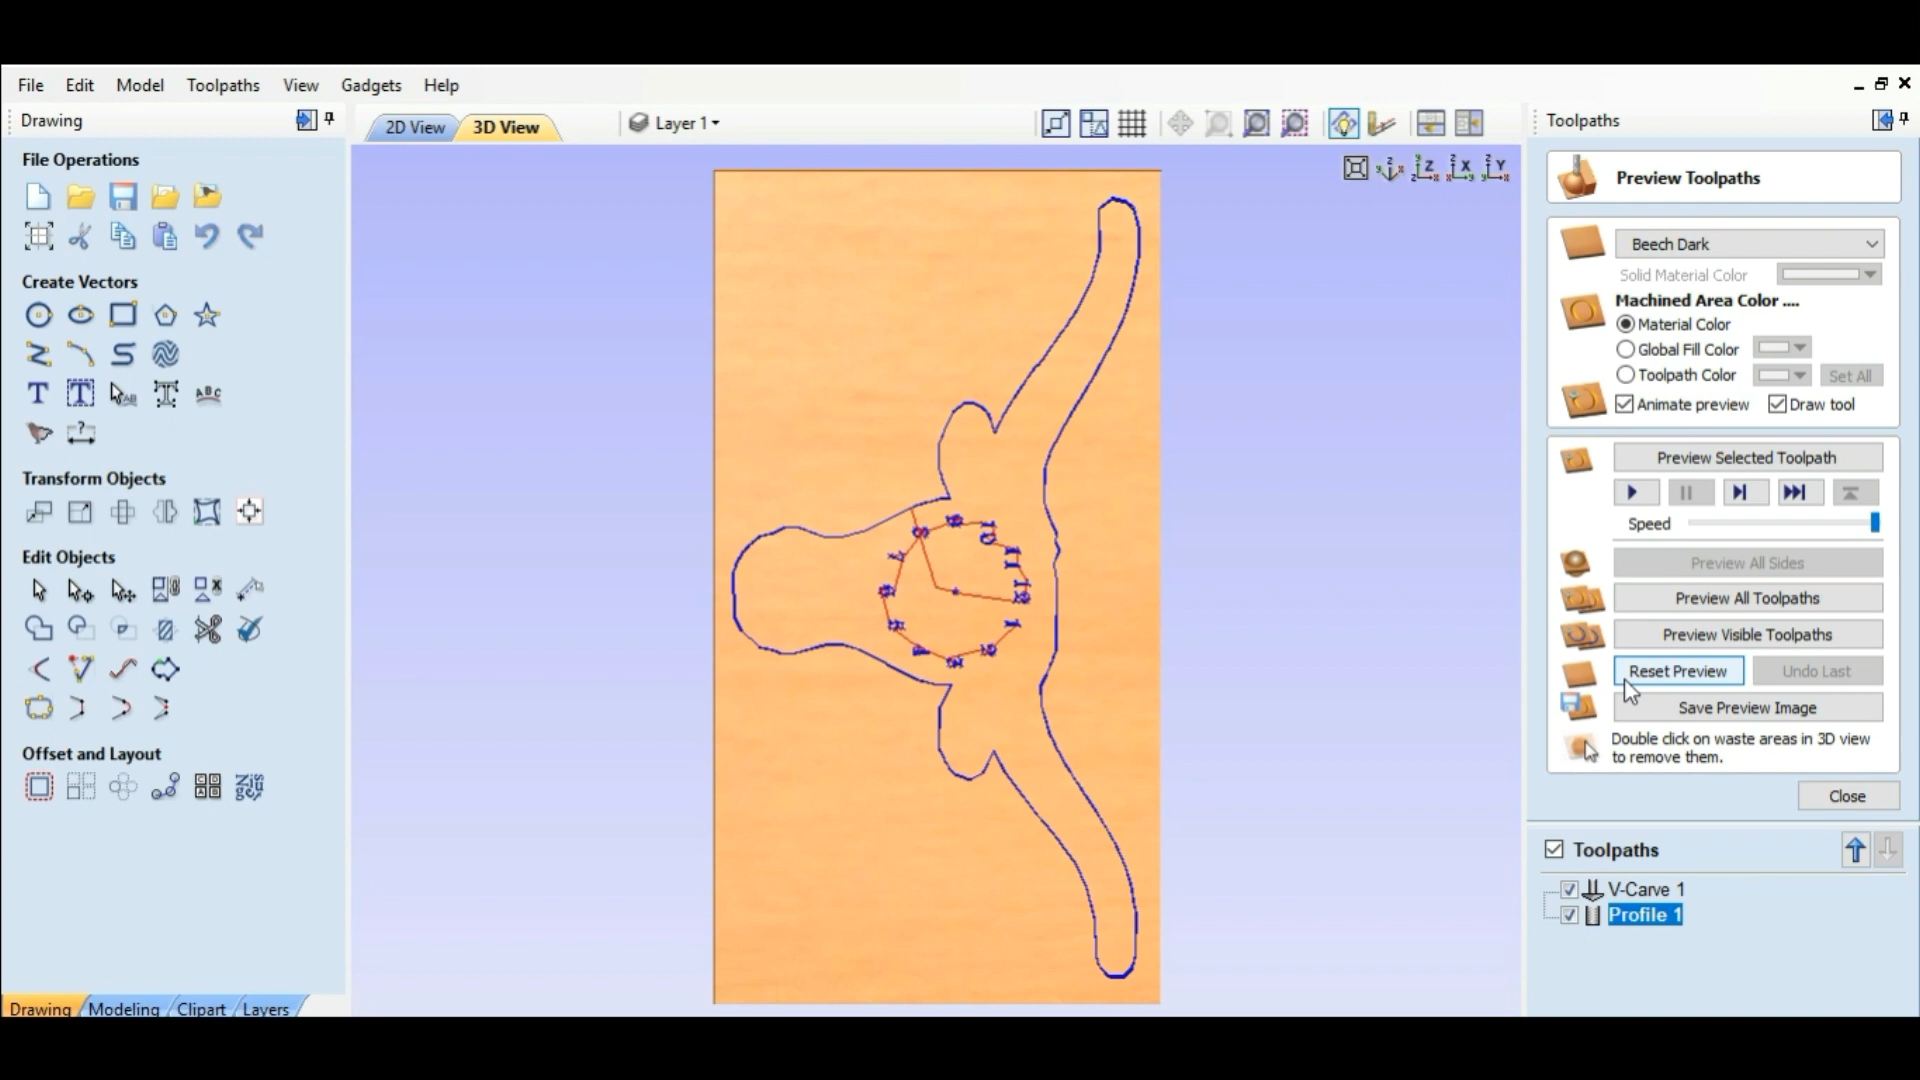 File Edit Model Toolpaths View Gadgets Help
Drawing
2D View 3D View Layer 1
Toolpaths
File Operations
Create Vectors
Transform Objects
Edit Objects
Offset and Layout
Drawing Modeling Clipart Layers
Preview Toolpaths
Beech Dark
Solid Material Color
Machined Area Color ....
Material Color
Global Fill Color
Toolpath Color Set All
Animate preview Draw tool
Preview Selected Toolpath
Speed
Preview All Sides
Preview All Toolpaths
Preview Visible Toolpaths
Reset Preview Undo Last
Save Preview Image
Double click on waste areas in 3D view
to remove them.
Close
Toolpaths
V-Carve 1
Profile 1